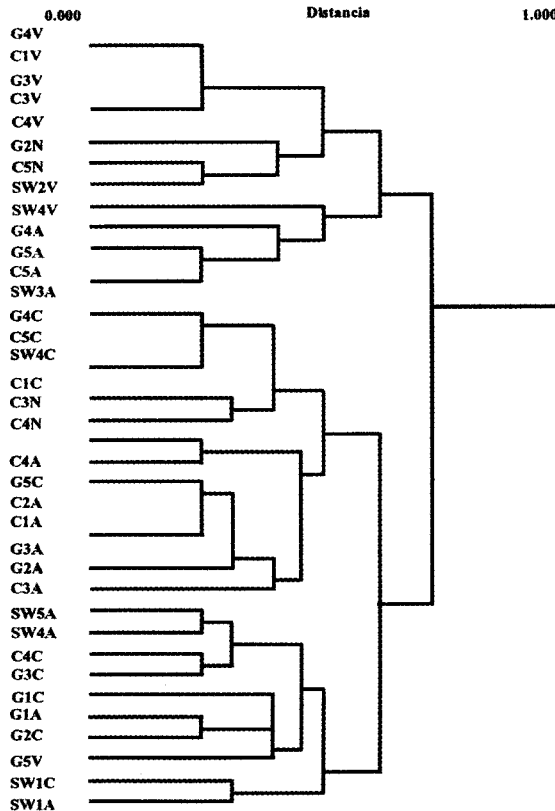 0.000 Distancia 1.000
G4V
C1V
G3V
C3V
C4V
G2N
C5N
SW2V
SW4V
G4A
G5A
C5A
SW3A
G4C
C5C
SW4C
C1C
C3N
C4N
C4A
G5C
C2A
C1A
G3A
G2A
C3A
SW5A
SW4A
C4C
G3C
G1C
G1A
G2C
G5V
SW1C
SW1A